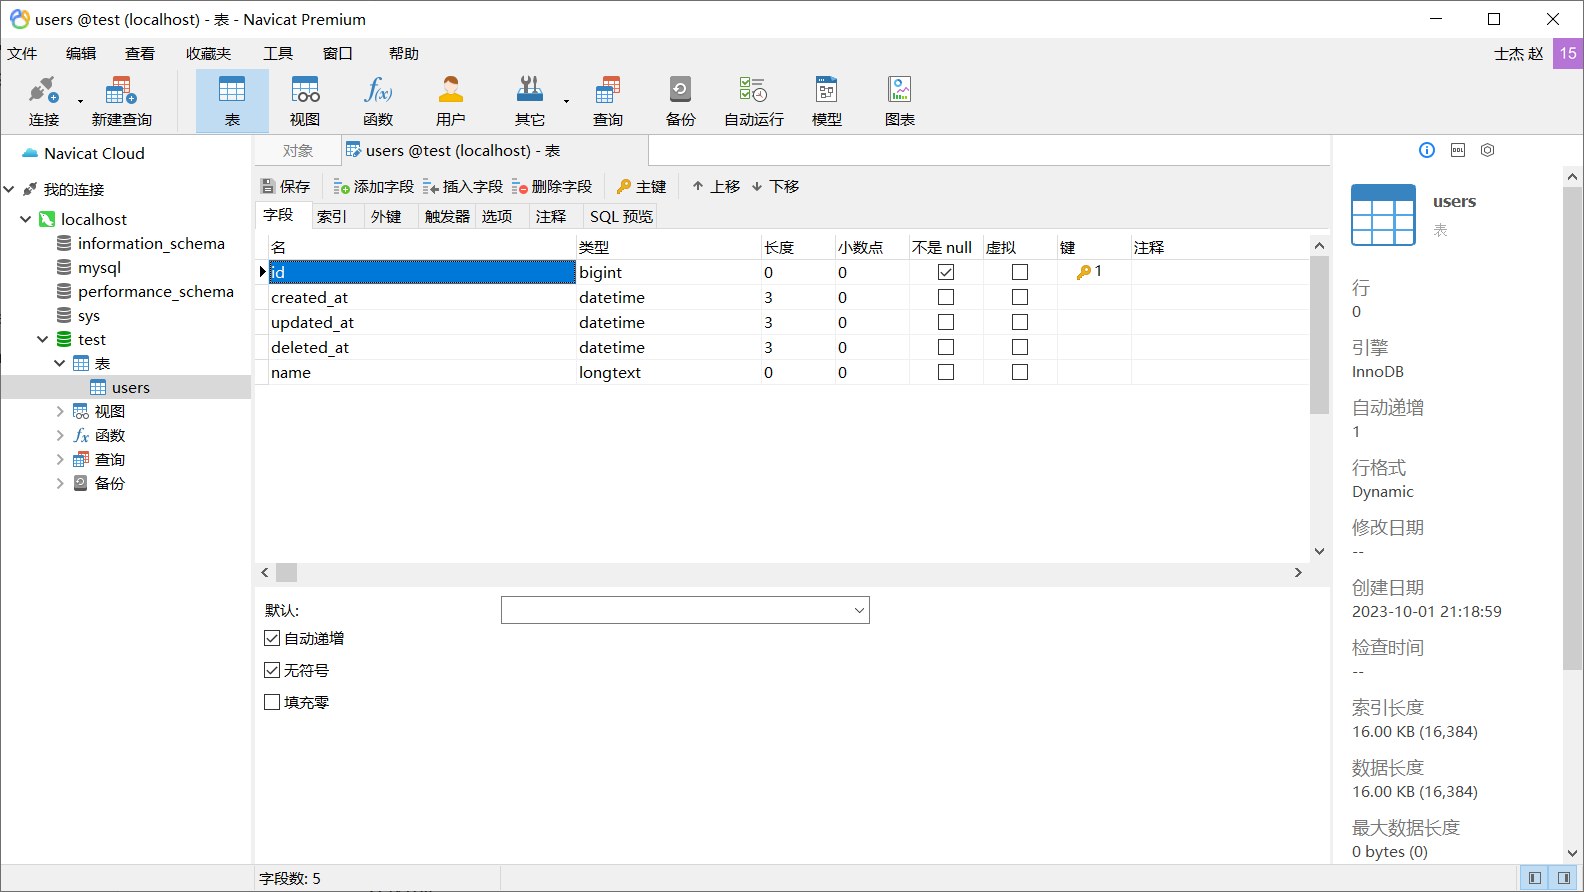 users @test (localhost) - 表 - Navicat Premium
文件 编辑 查看 收藏夹 工具 窗口 帮助 士杰 赵 15
连接 新建查询 表 视图 函数 用户 其它 查询 备份 自动运行 模型 图表
Navicat Cloud
我的连接
localhost
information_schema
mysql
performance_schema
sys
test
表
users
视图
函数
查询
备份
对象 users @test (localhost) - 表
保存 添加字段 插入字段 删除字段 主键 上移 下移
字段 索引 外键 触发器 选项 注释 SQL 预览
名 类型 长度 小数点 不是 null 虚拟 键 注释
id bigint 0 0 1
created_at datetime 3 0
updated_at datetime 3 0
deleted_at datetime 3 0
name longtext 0 0
默认:
自动递增
无符号
填充零
users
表
行
0
引擎
InnoDB
自动递增
1
行格式
Dynamic
修改日期
--
创建日期
2023-10-01 21:18:59
检查时间
--
索引长度
16.00 KB (16,384)
数据长度
16.00 KB (16,384)
最大数据长度
0 bytes (0)
字段数: 5